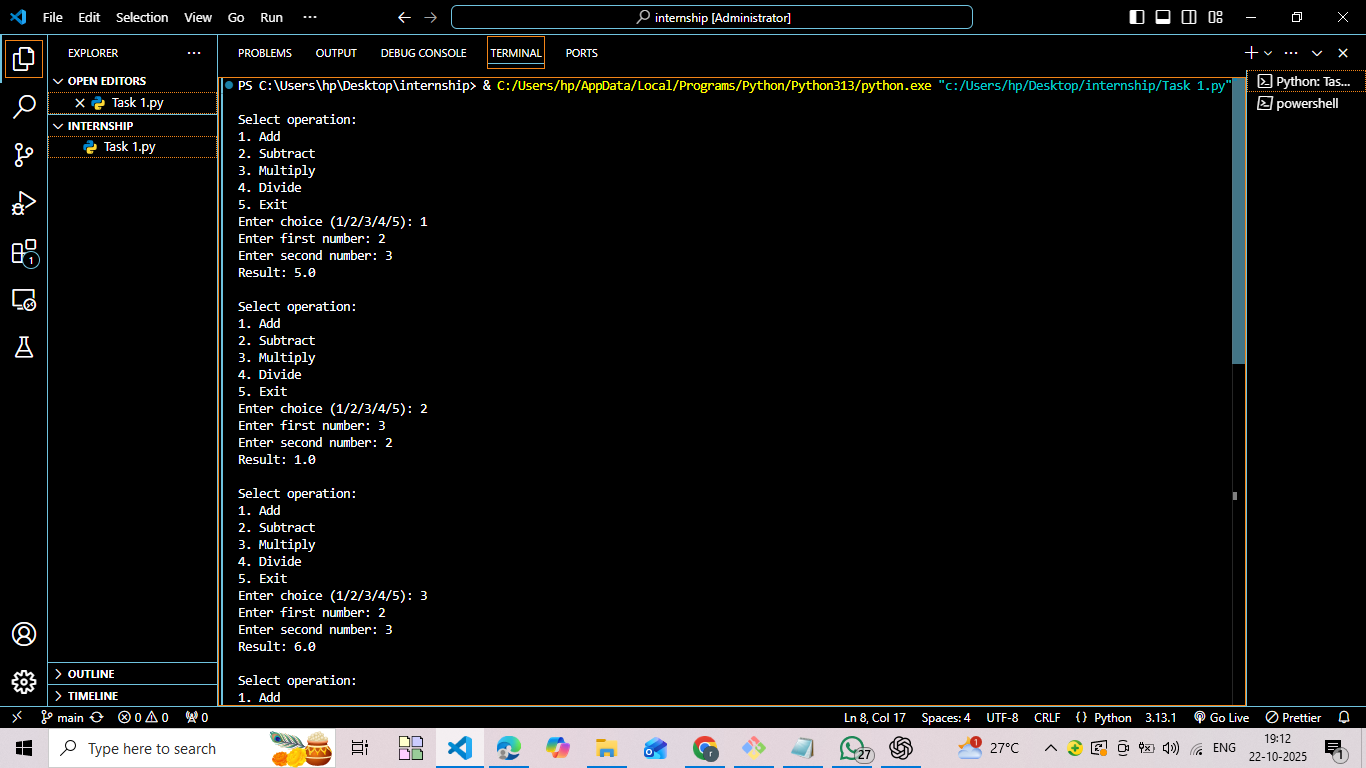 File Edit Selection View Go Run ···
internship [Administrator]
EXPLORER
OPEN EDITORS
Task 1.py
INTERNSHIP
Task 1.py
OUTLINE
TIMELINE
PROBLEMS OUTPUT DEBUG CONSOLE TERMINAL PORTS
PS C:\Users\hp\Desktop\internship> & C:/Users/hp/AppData/Local/Programs/Python/Python313/python.exe "c:/Users/hp/Desktop/internship/Task 1.py"
Select operation:
1. Add
2. Subtract
3. Multiply
4. Divide
5. Exit
Enter choice (1/2/3/4/5): 1
Enter first number: 2
Enter second number: 3
Result: 5.0
Select operation:
1. Add
2. Subtract
3. Multiply
4. Divide
5. Exit
Enter choice (1/2/3/4/5): 2
Enter first number: 3
Enter second number: 2
Result: 1.0
Select operation:
1. Add
2. Subtract
3. Multiply
4. Divide
5. Exit
Enter choice (1/2/3/4/5): 3
Enter first number: 2
Enter second number: 3
Result: 6.0
Select operation:
1. Add
Python: Tas...
powershell
1
main 0 0 0
Ln 8, Col 17 Spaces: 4 UTF-8 CRLF {} Python 3.13.1 Go Live Prettier
Type here to search
27
1
27°C
ENG
19:12
22-10-2025
1